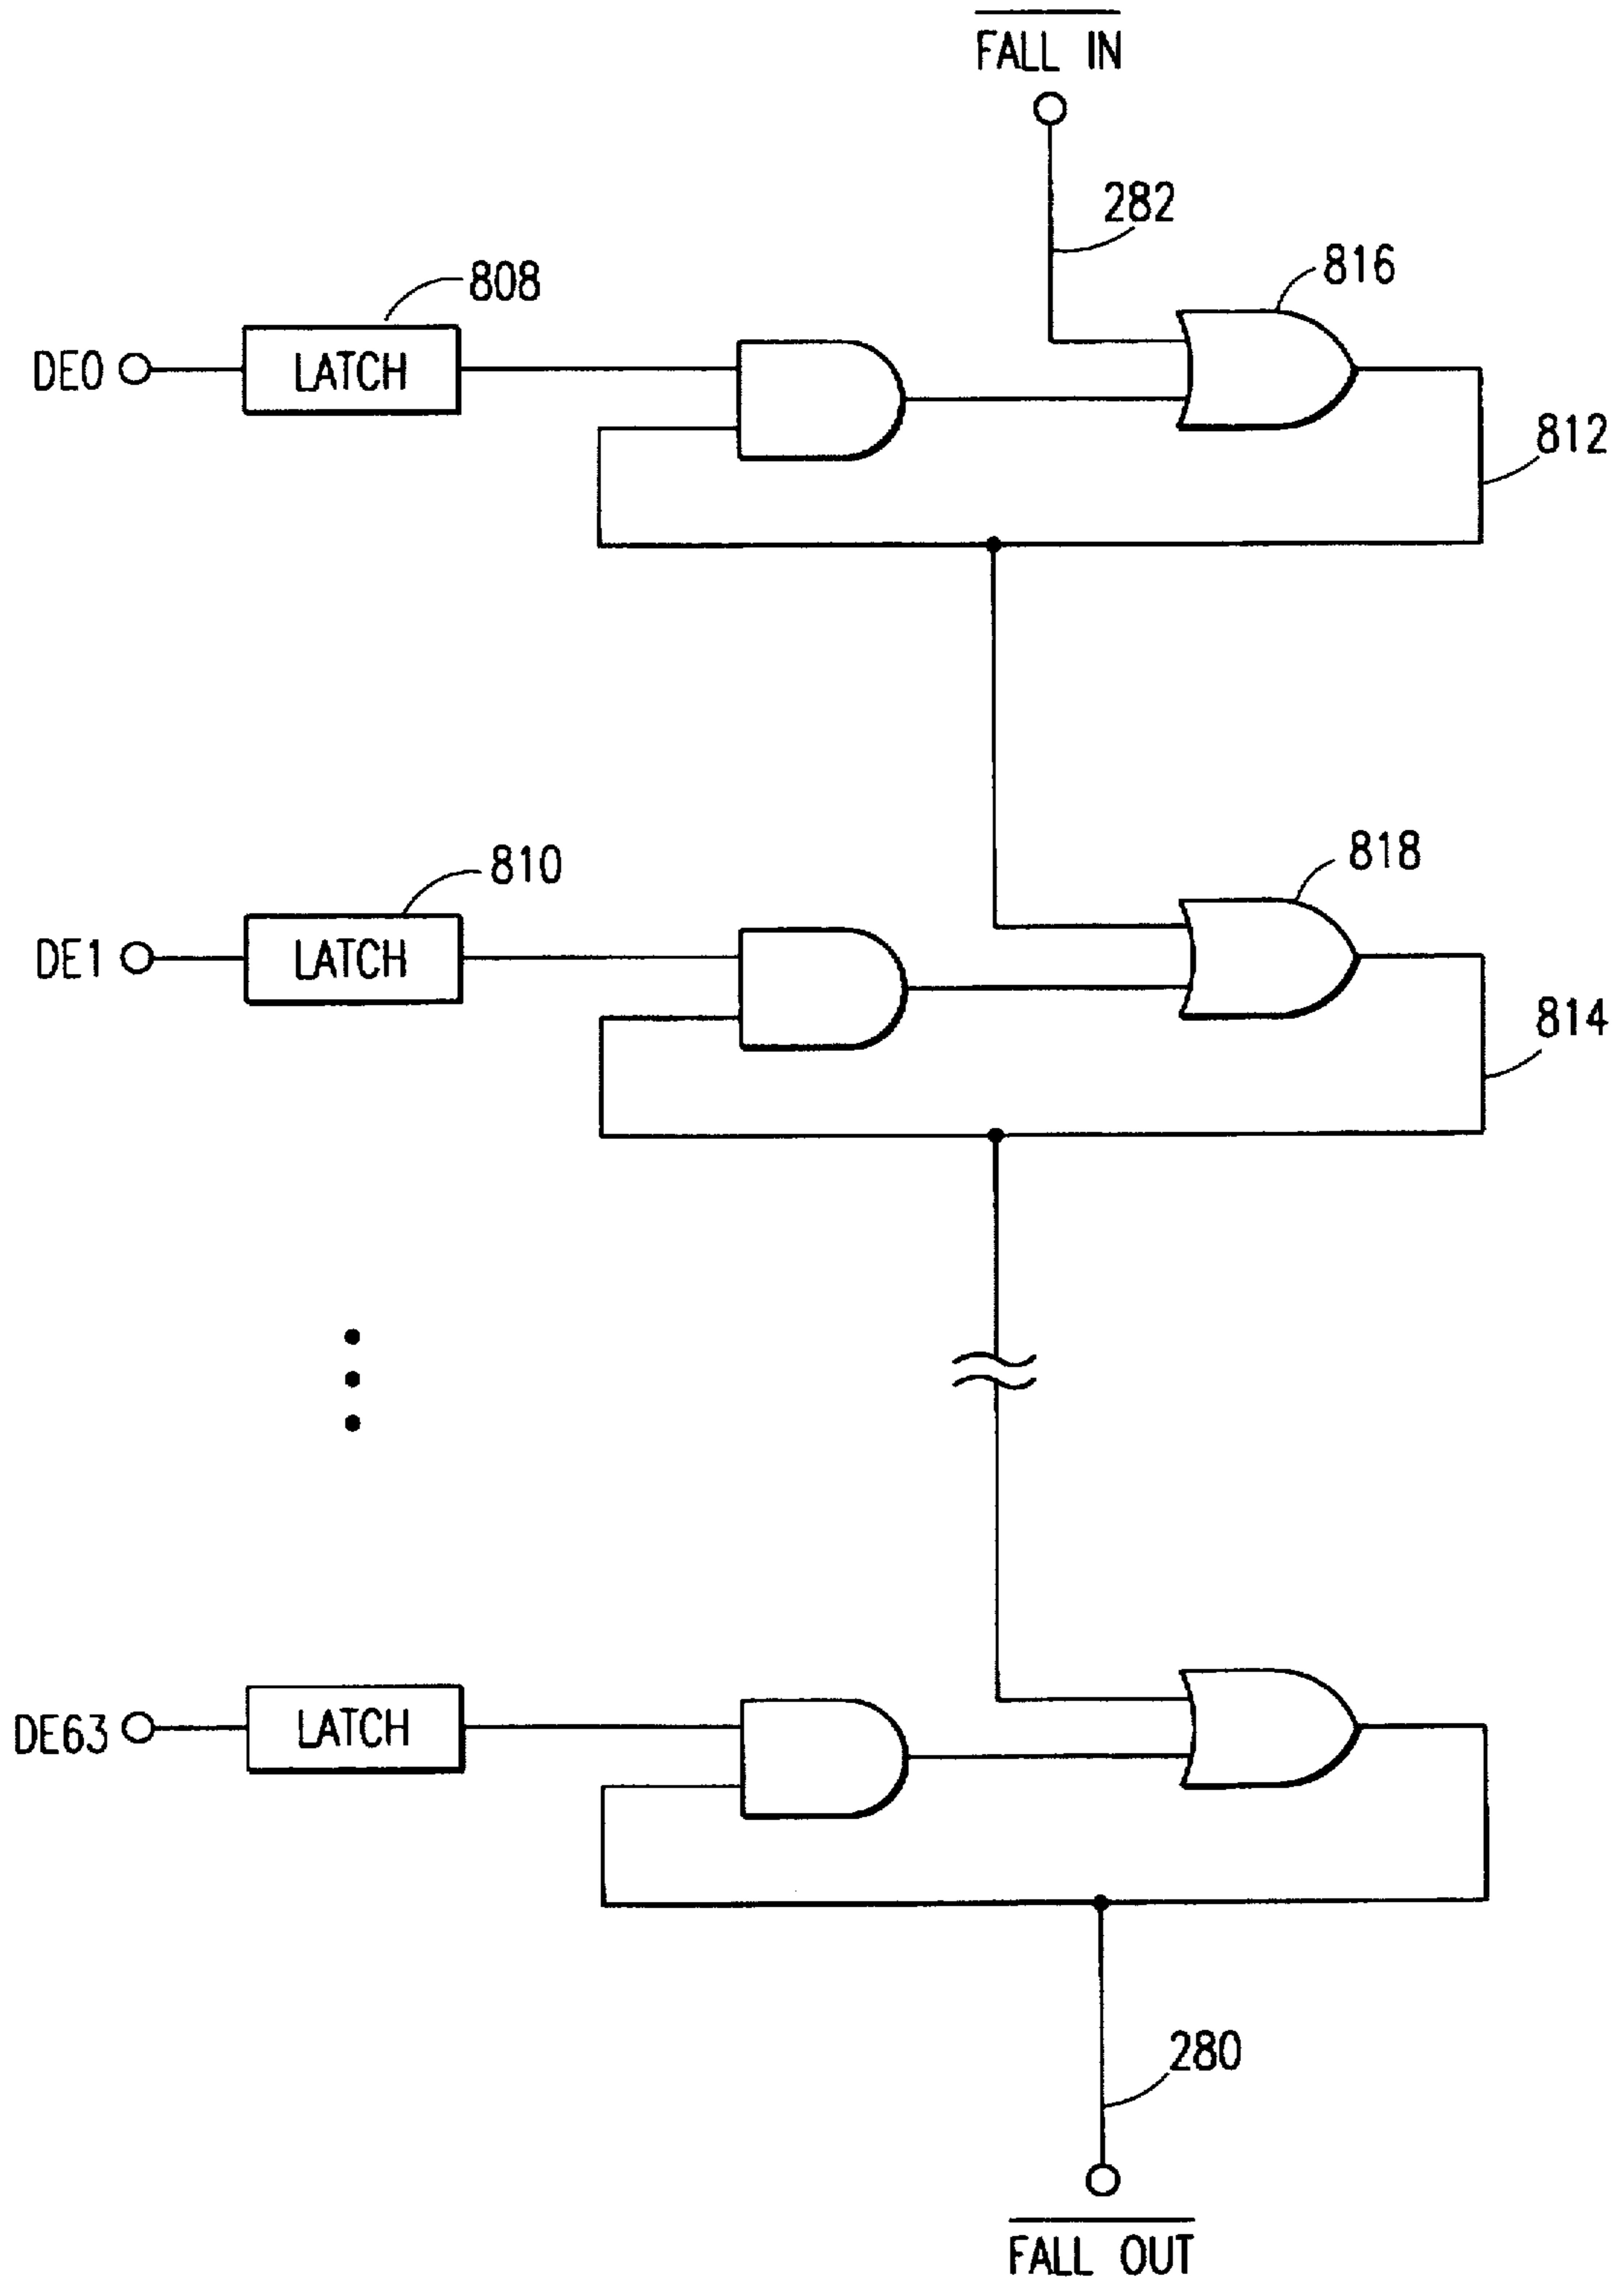 FALL IN
282
816
808
DE0
LATCH
812
818
810
DE1
LATCH
814
DE63
LATCH
280
FALL OUT